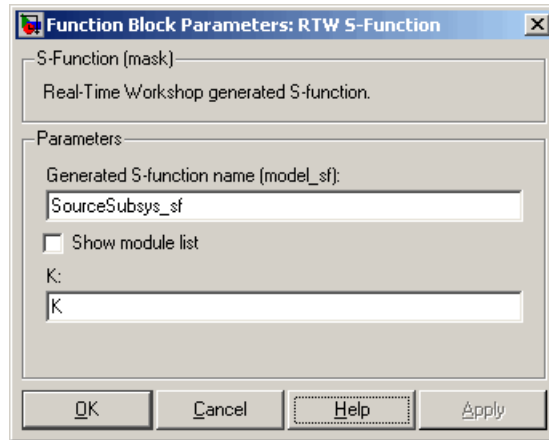 Function Block Parameters: RTW S-Function
S-Function (mask)
Real-Time Workshop generated S-function.
Parameters
Generated S-function name (model_sf):
SourceSubsys_sf
Show module list
K:
K
OK Cancel Help Apply